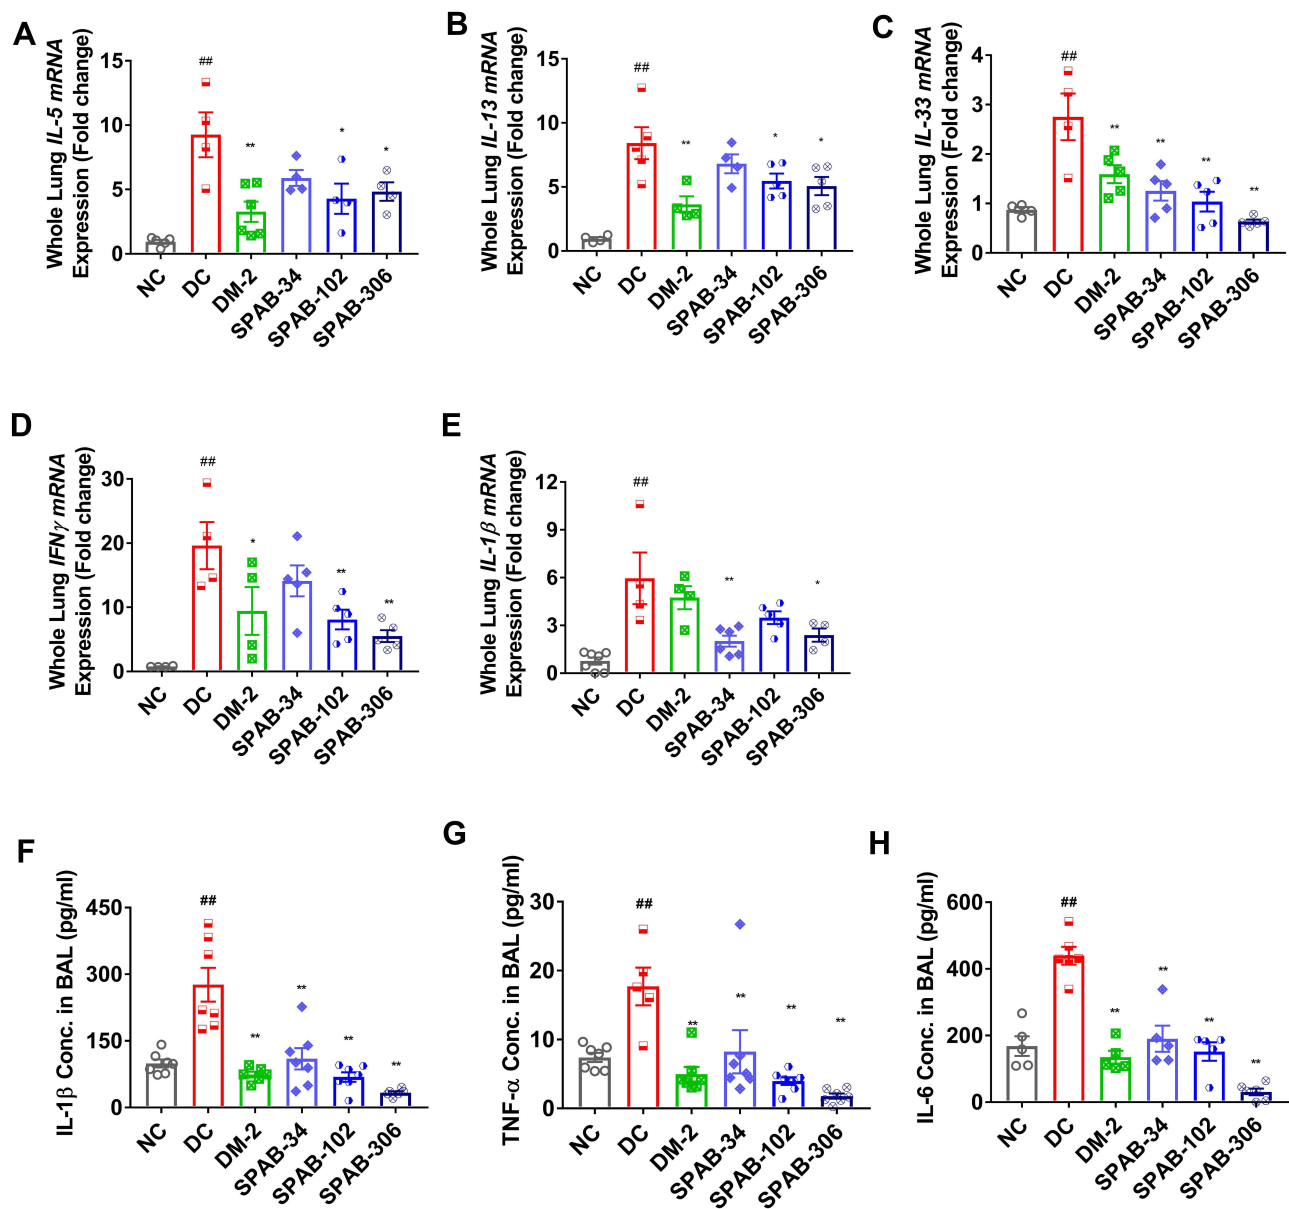 A
Whole Lung IL-5 mRNA
Expression (Fold change)
15
10
5
0
##
**
*
*
NC
DC
DM-2
SPAB-34
SPAB-102
SPAB-306
B
Whole Lung IL-13 mRNA
Expression (Fold change)
15
10
5
0
##
**
*
*
NC
DC
DM-2
SPAB-34
SPAB-102
SPAB-306
C
Whole Lung IL-33 mRNA
Expression (Fold change)
4
3
2
1
0
##
**
**
**
**
NC
DC
DM-2
SPAB-34
SPAB-102
SPAB-306
D
Whole Lung IFNγ mRNA
Expression (Fold change)
30
20
10
0
##
*
**
**
NC
DC
DM-2
SPAB-34
SPAB-102
SPAB-306
E
Whole Lung IL-1β mRNA
Expression (Fold change)
12
9
6
3
0
##
**
*
NC
DC
DM-2
SPAB-34
SPAB-102
SPAB-306
F
IL-1β Conc. in BAL (pg/ml)
450
300
150
0
##
**
**
**
**
NC
DC
DM-2
SPAB-34
SPAB-102
SPAB-306
G
TNF-α Conc. in BAL (pg/ml)
30
20
10
0
##
**
**
**
**
NC
DC
DM-2
SPAB-34
SPAB-102
SPAB-306
H
IL-6 Conc. in BAL (pg/ml)
600
400
200
0
##
**
**
**
**
NC
DC
DM-2
SPAB-34
SPAB-102
SPAB-306